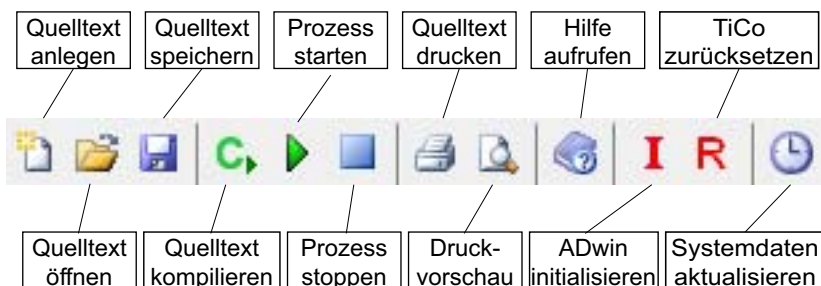 Quelltext
anlegen
Quelltext
speichern
Prozess
starten
Quelltext
drucken
Hilfe
aufrufen
TiCo
zurücksetzen
C
I
R
Quelltext
öffnen
Quelltext
kompilieren
Prozess
stoppen
Druck-
vorschau
ADwin
initialisieren
Systemdaten
aktualisieren